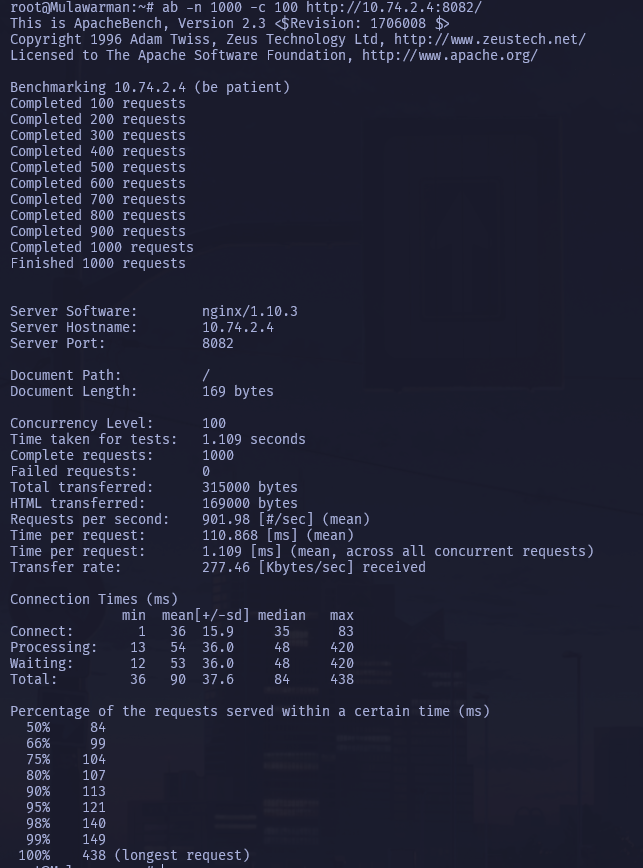 root@Mulawarman:~# ab -n 1000 -c 100 http://10.74.2.4:8082/
This is ApacheBench, Version 2.3 <$Revision: 1706008 $>
Copyright 1996 Adam Twiss, Zeus Technology Ltd, http://www.zeustech.net/
Licensed to The Apache Software Foundation, http://www.apache.org/

Benchmarking 10.74.2.4 (be patient)
Completed 100 requests
Completed 200 requests
Completed 300 requests
Completed 400 requests
Completed 500 requests
Completed 600 requests
Completed 700 requests
Completed 800 requests
Completed 900 requests
Completed 1000 requests
Finished 1000 requests


Server Software:        nginx/1.10.3
Server Hostname:        10.74.2.4
Server Port:            8082

Document Path:          /
Document Length:        169 bytes

Concurrency Level:      100
Time taken for tests:   1.109 seconds
Complete requests:      1000
Failed requests:        0
Total transferred:      315000 bytes
HTML transferred:       169000 bytes
Requests per second:    901.98 [#/sec] (mean)
Time per request:       110.868 [ms] (mean)
Time per request:       1.109 [ms] (mean, across all concurrent requests)
Transfer rate:          277.46 [Kbytes/sec] received

Connection Times (ms)
              min  mean[+/-sd] median   max
Connect:        1   36  15.9     35      83
Processing:    13   54  36.0     48     420
Waiting:       12   53  36.0     48     420
Total:         36   90  37.6     84     438

Percentage of the requests served within a certain time (ms)
  50%     84
  66%     99
  75%    104
  80%    107
  90%    113
  95%    121
  98%    140
  99%    149
 100%    438 (longest request)